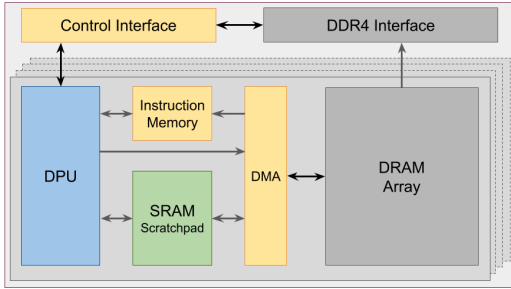 Control Interface
DDR4 Interface
Instruction
Memory
DPU
DMA
DRAM
Array
SRAM
Scratchpad